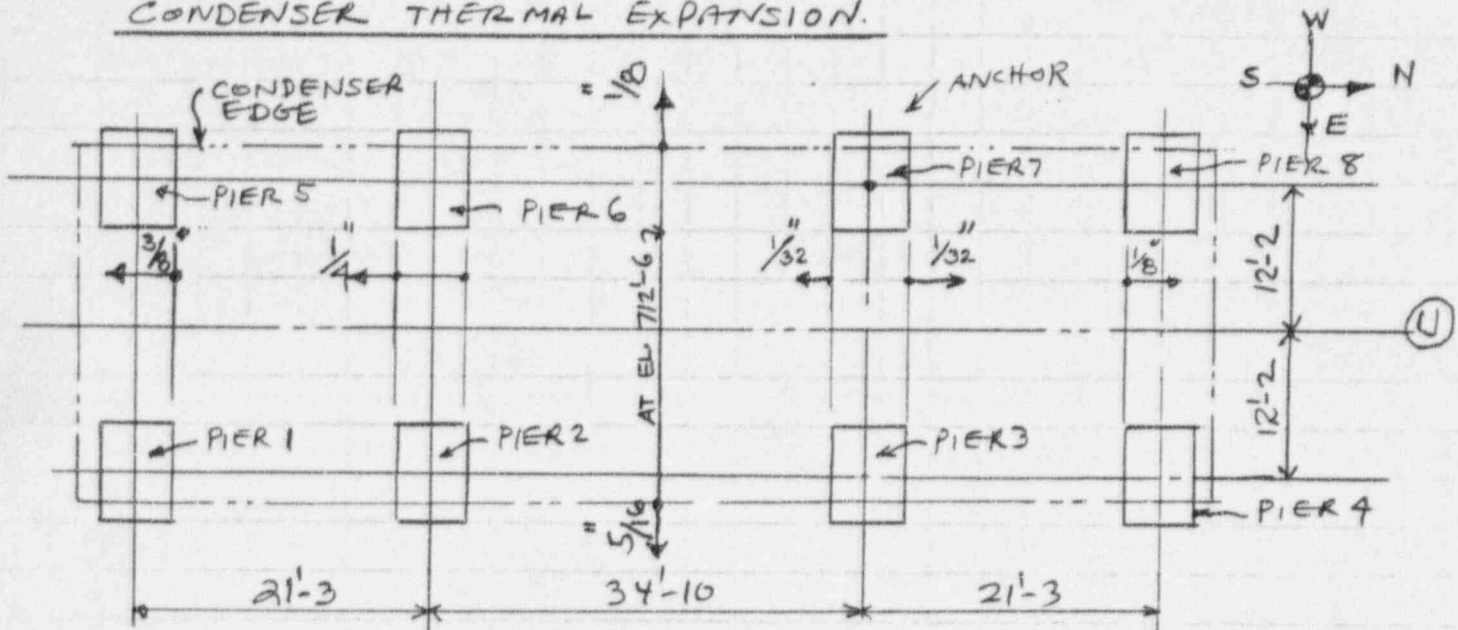 CONDENSER THERMAL EXPANSION.
W
S N
E
CONDENSER
EDGE
1/8"
ANCHOR
PIER 5
PIER 6
PIER 7
PIER 8
3/8"
1/4"
1/32"
1/32"
1/8"
12'-2
AT EL 712'-6
U
12'-2
PIER 1
PIER 2
PIER 3
PIER 4
5/16"
21'-3
34'-10
21'-3